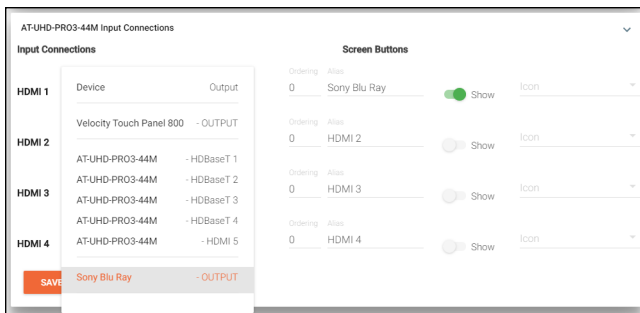 AT-UHD-PRO3-44M Input Connections
Input Connections
Screen Buttons
HDMI 1
Device Output
Velocity Touch Panel 800 - OUTPUT
AT-UHD-PRO3-44M - HDBaseT 1
AT-UHD-PRO3-44M - HDBaseT 2
AT-UHD-PRO3-44M - HDBaseT 3
AT-UHD-PRO3-44M - HDBaseT 4
AT-UHD-PRO3-44M - HDMI 5
Sony Blu Ray - OUTPUT
Ordering Alias
0 Sony Blu Ray Show Icon
HDMI 2
Ordering Alias
0 HDMI 2 Show Icon
HDMI 3
Ordering Alias
0 HDMI 3 Show Icon
HDMI 4
Ordering Alias
0 HDMI 4 Show Icon
SAVE